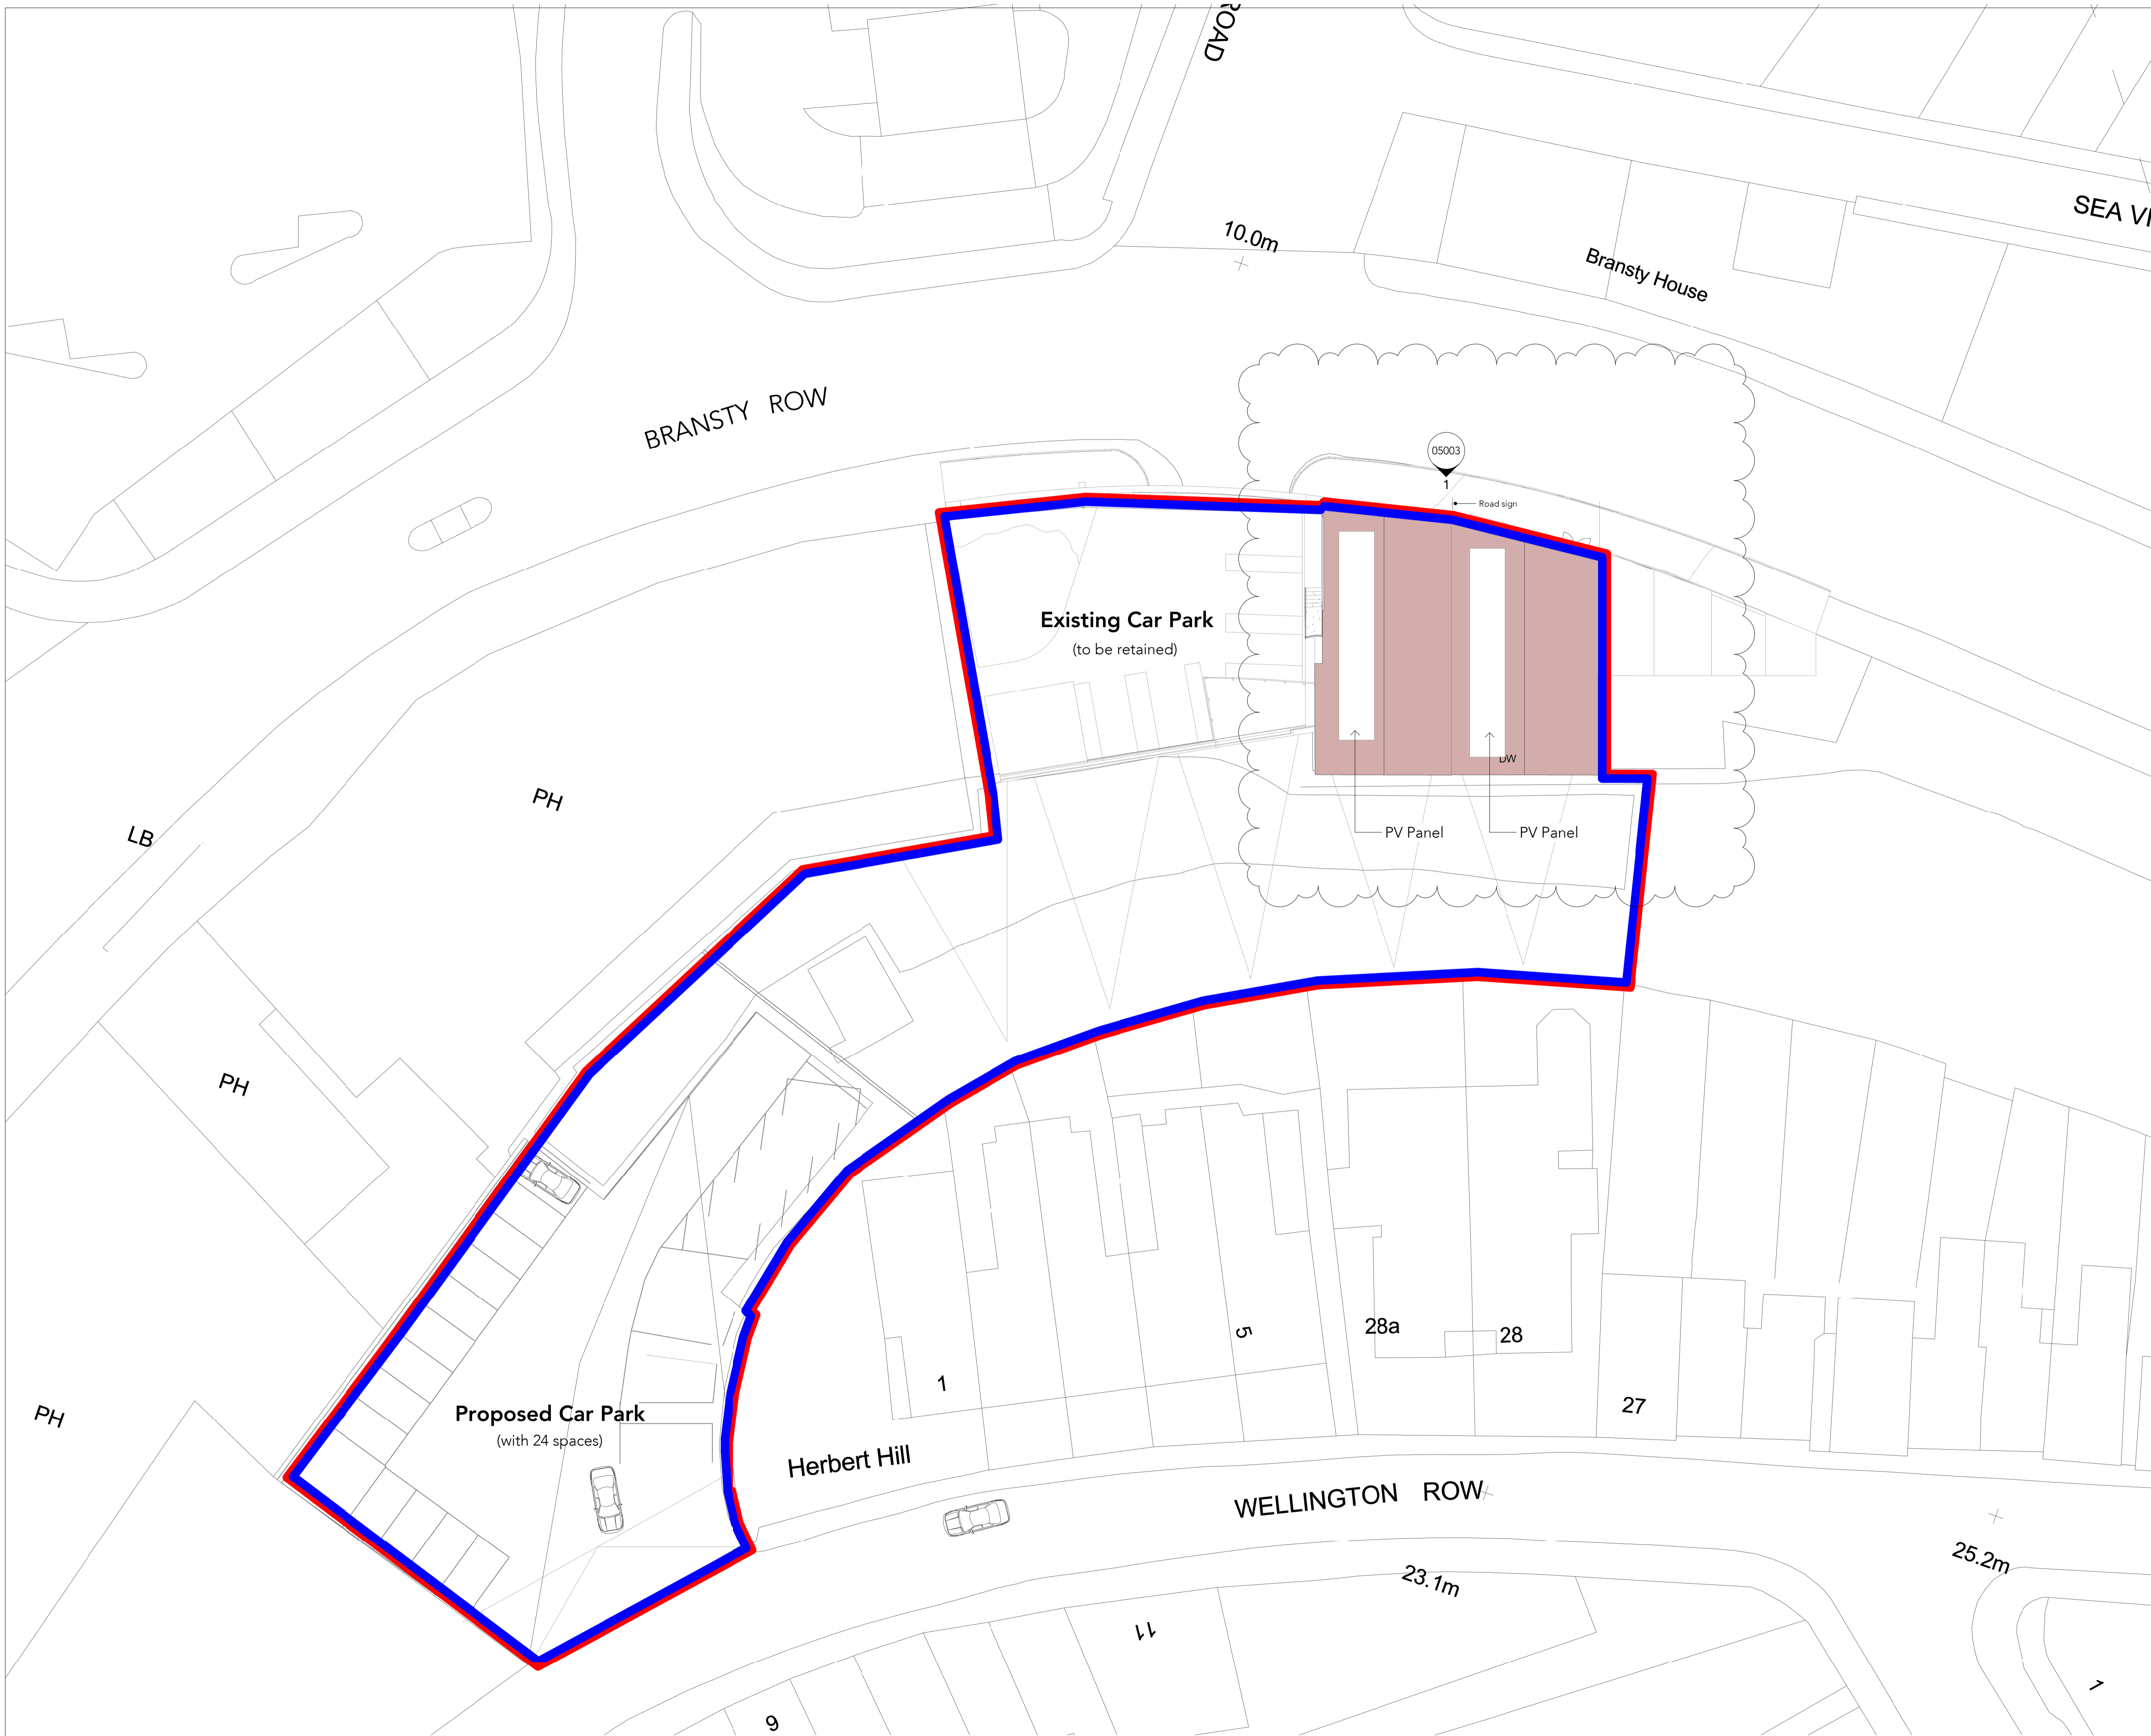 ROAD
SEA VI
10.0m
Bransty House
BRANSTY ROW
05003
1
Road sign
Existing Car Park
(to be retained)
DW
PH
LB
PV Panel
PV Panel
PH
5
28a
28
1
27
PH
Proposed Car Park
(with 24 spaces)
Herbert Hill
WELLINGTON ROW
25.2m
23.1m
11
1
9